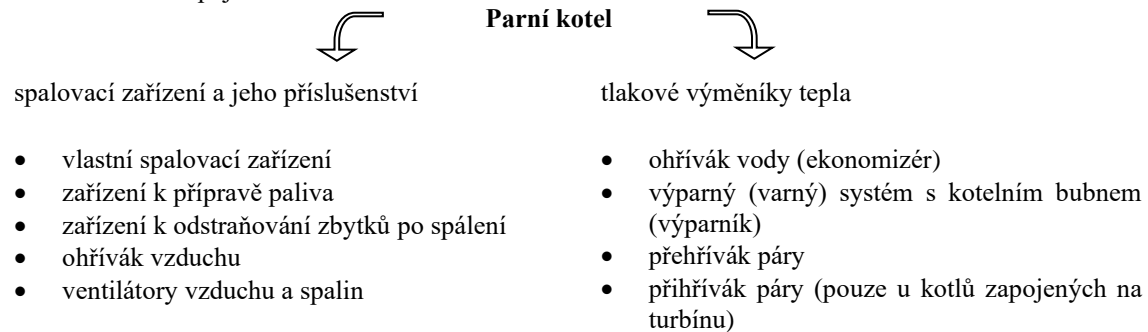 Parní kotel
spalovací zařízení a jeho příslušenství
• vlastní spalovací zařízení
• zařízení k přípravě paliva
• zařízení k odstraňování zbytků po spálení
• ohřívák vzduchu
• ventilátory vzduchu a spalin
tlakové výměníky tepla
• ohřívák vody (ekonomizér)
• výparný (varný) systém s kotelním bubnem
(výparník)
• přehřívák páry
• přihřívák páry (pouze u kotlů zapojených na
turbínu)